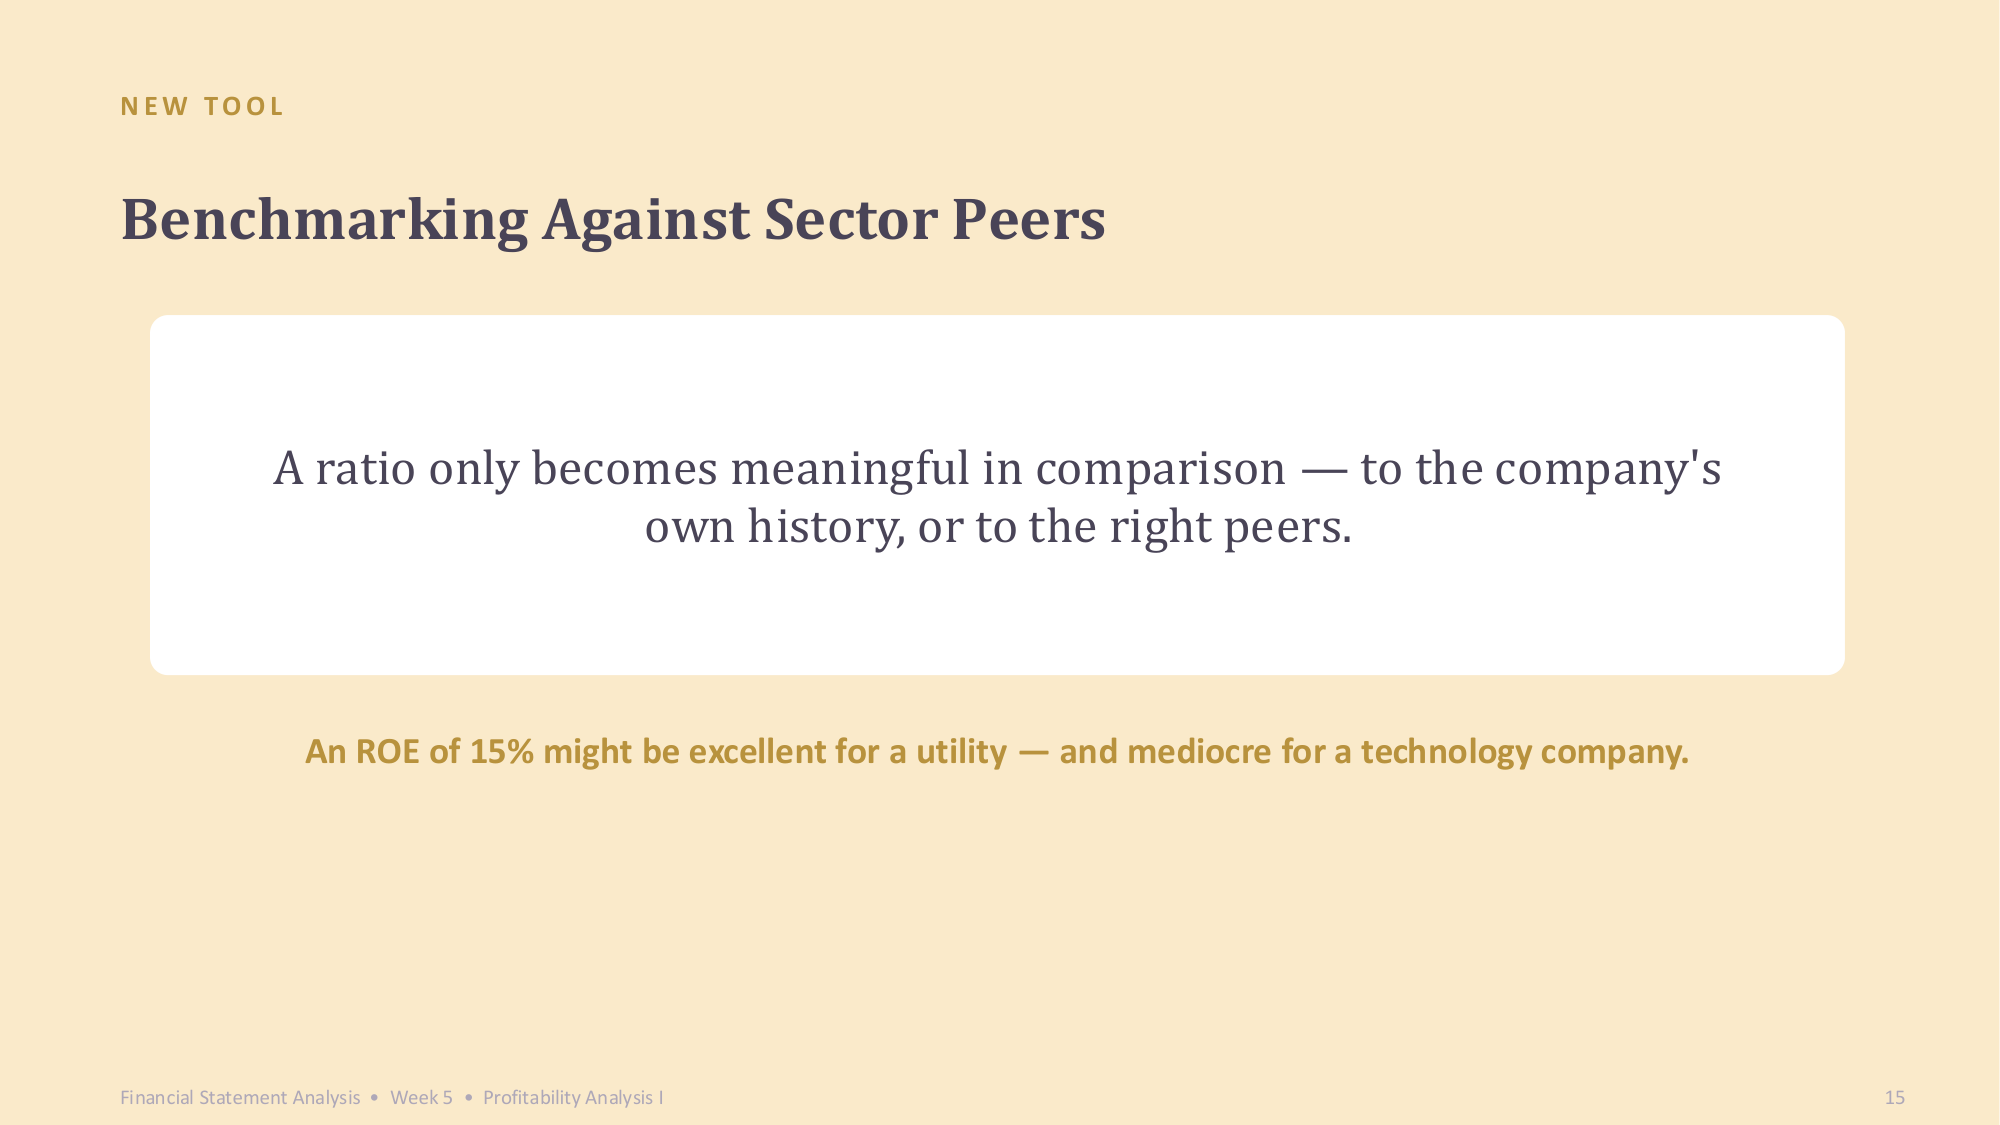 NEW TOOL
Benchmarking Against Sector Peers
A ratio only becomes meaningful in comparison — to the company's
own history, or to the right peers.
An ROE of 15% might be excellent for a utility — and mediocre for a technology company.
Financial Statement Analysis • Week 5 • Profitability Analysis I
15